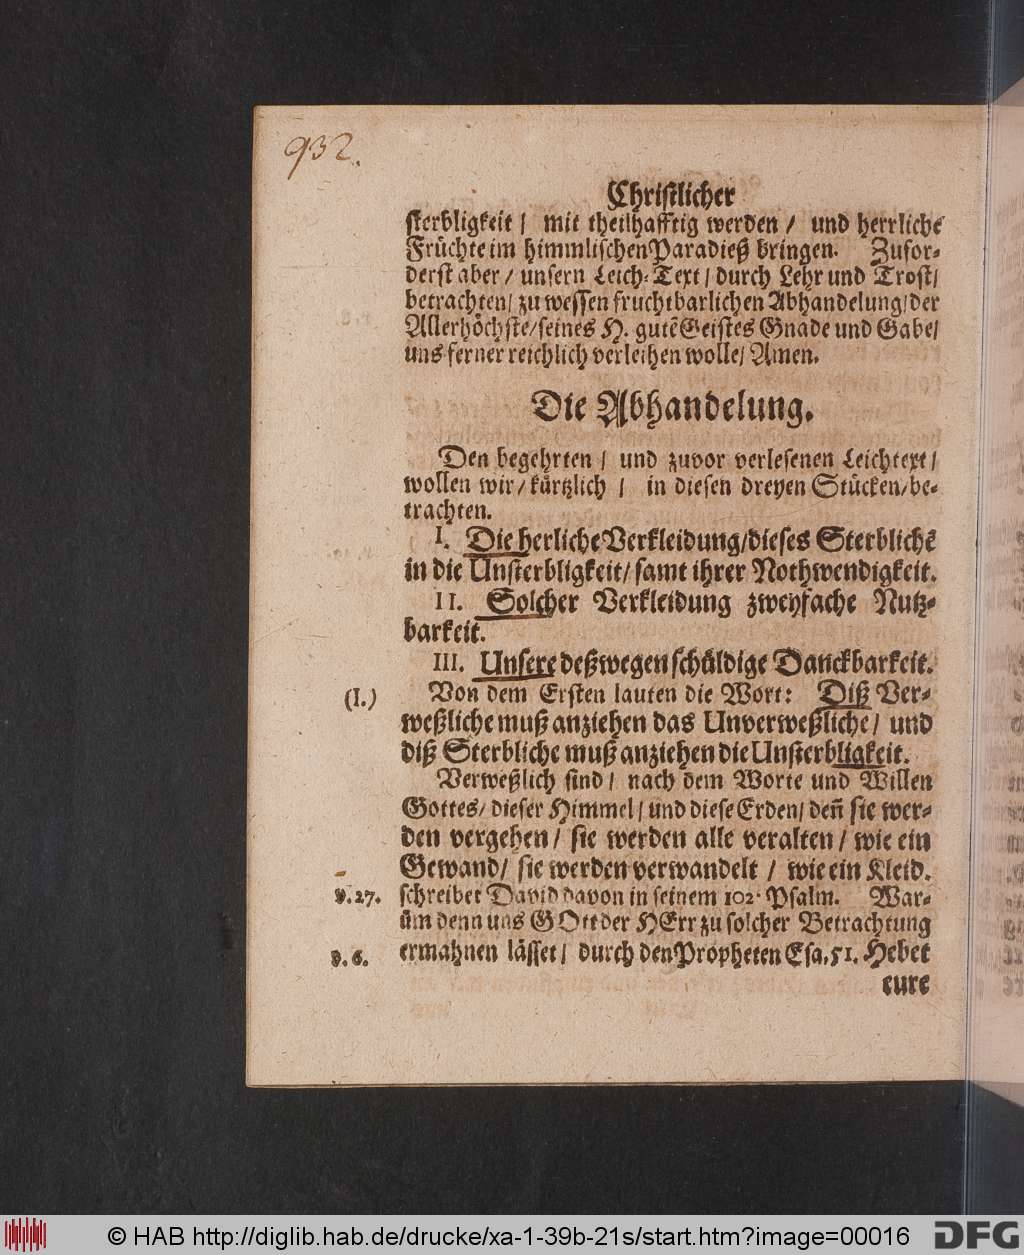 932.
Christlicher
sterbligkeit / mit theilhafftig werden / und herrliche
Früchte im himmlischen Paradieß bringen. Zufor-
derst aber / unsern Leich-Text / durch Lehr und Trost /
betrachten / zu wessen fruchtbarlichen Abhandelung / der
Allerhöchste / seines H. gutẽ Geistes Gnade und Gabe /
uns ferner reichlich verleihen wolle / Amen.
Die Abhandelung.
Den begehrten / und zuvor verlesenen Leichtext /
wollen wir / kürtzlich / in diesen dreyen Stücken / be-
trachten.
I. Die herliche Verkleidung / dieses Sterblichẽ
in die Unsterbligkeit / samt ihrer Nothwendigkeit.
II. Solcher Verkleidung zweyfache Nutz-
barkeit.
III. Unsere deßwegen schüldige Danckbarkeit.
(I.) Von dem Ersten lauten die Wort: Diß Ver-
weßliche muß anziehen das Unverweßliche / und
diß Sterbliche muß anziehen die Unsterbligkeit.
Verweßlich sind / nach dem Worte und Willen
Gottes / dieser Himmel / und diese Erden / deñ sie wer-
den vergehen / sie werden alle veralten / wie ein
Gewand / sie werden verwandelt / wie ein Kleid.
v. 27. schreibet David davon in seinem 102. Psalm. War-
üm denn uns GOtt der HErr zu solcher Betrachtung
v. 6. ermahnen lässet / durch den Propheten Esa. 51. Hebet
eure
© HAB http://diglib.hab.de/drucke/xa-1-39b-21s/start.htm?image=00016
DFG